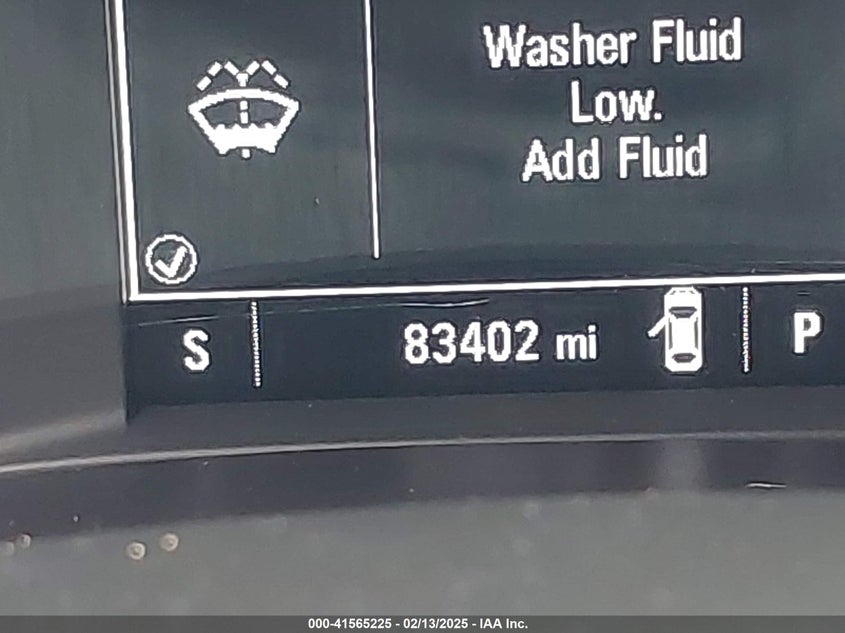 Washer Fluid
Low.
Add Fluid
S 83402 mi P
000-41565225 - 02/13/2025 - IAA Inc.